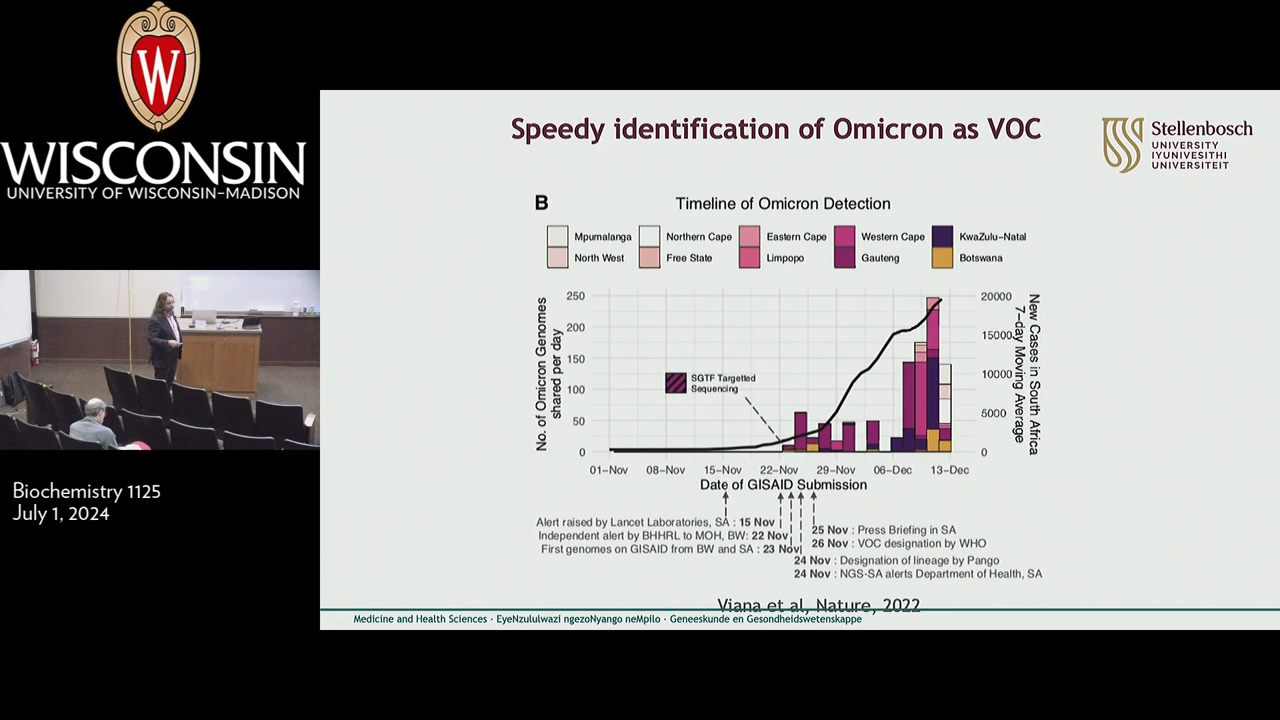 W
WISCONSIN
UNIVERSITY OF WISCONSIN-MADISON
Biochemistry 1125
July 1, 2024
Speedy identification of Omicron as VOC
Stellenbosch
UNIVERSITY
IYUNIVESITHI
UNIVERSITEIT
B
Timeline of Omicron Detection
Mpumalanga Northern Cape Eastern Cape Western Cape KwaZulu-Natal
North West Free State Limpopo Gauteng Botswana
No. of Omicron Genomes
shared per day
250
200
150
100
50
0
SGTF Targetted
Sequencing
20000
15000
10000
5000
0
New Cases in South Africa
7-day Moving Average
01-Nov 08-Nov 15-Nov 22-Nov 29-Nov 06-Dec 13-Dec
Date of GISAID Submission
Alert raised by Lancet Laboratories, SA : 15 Nov
Independent alert by BHHRL to MOH, BW: 22 Nov
First genomes on GISAID from BW and SA : 23 Nov
25 Nov : Press Briefing in SA
26 Nov : VOC designation by WHO
24 Nov : Designation of lineage by Pango
24 Nov : NGS-SA alerts Department of Health, SA
Viana et al, Nature, 2022
Medicine and Health Sciences · EyeNzululwazi ngezoNyango neMpilo · Geneeskunde en Gesondheidswetenskappe